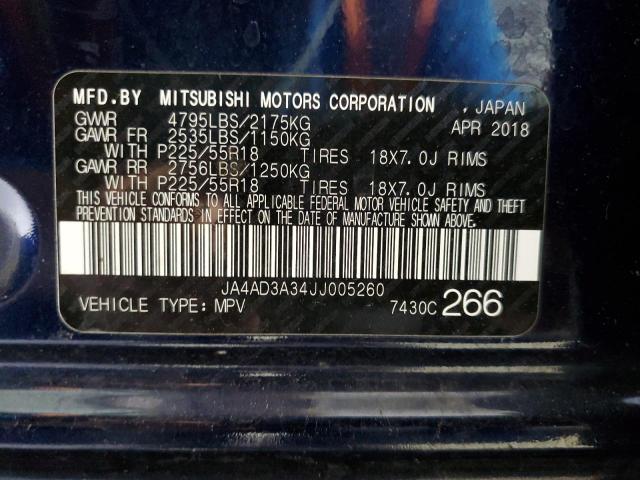 MFD.BY MITSUBISHI MOTORS CORPORATION , JAPAN
GVWR 4795LBS/2175KG APR 2018
GAWR FR 2535LBS/1150KG
WITH P225/55R18 TIRES 18X7.0J RIMS
GAWR RR 2756LBS/1250KG
WITH P225/55R18 TIRES 18X7.0J RIMS
THIS VEHICLE CONFORMS TO ALL APPLICABLE FEDERAL MOTOR VEHICLE SAFETY AND THEFT
PREVENTION STANDARDS IN EFFECT ON THE DATE OF MANUFACTURE SHOWN ABOVE.
JA4AD3A34JJ005260
VEHICLE TYPE: MPV 7430C 266